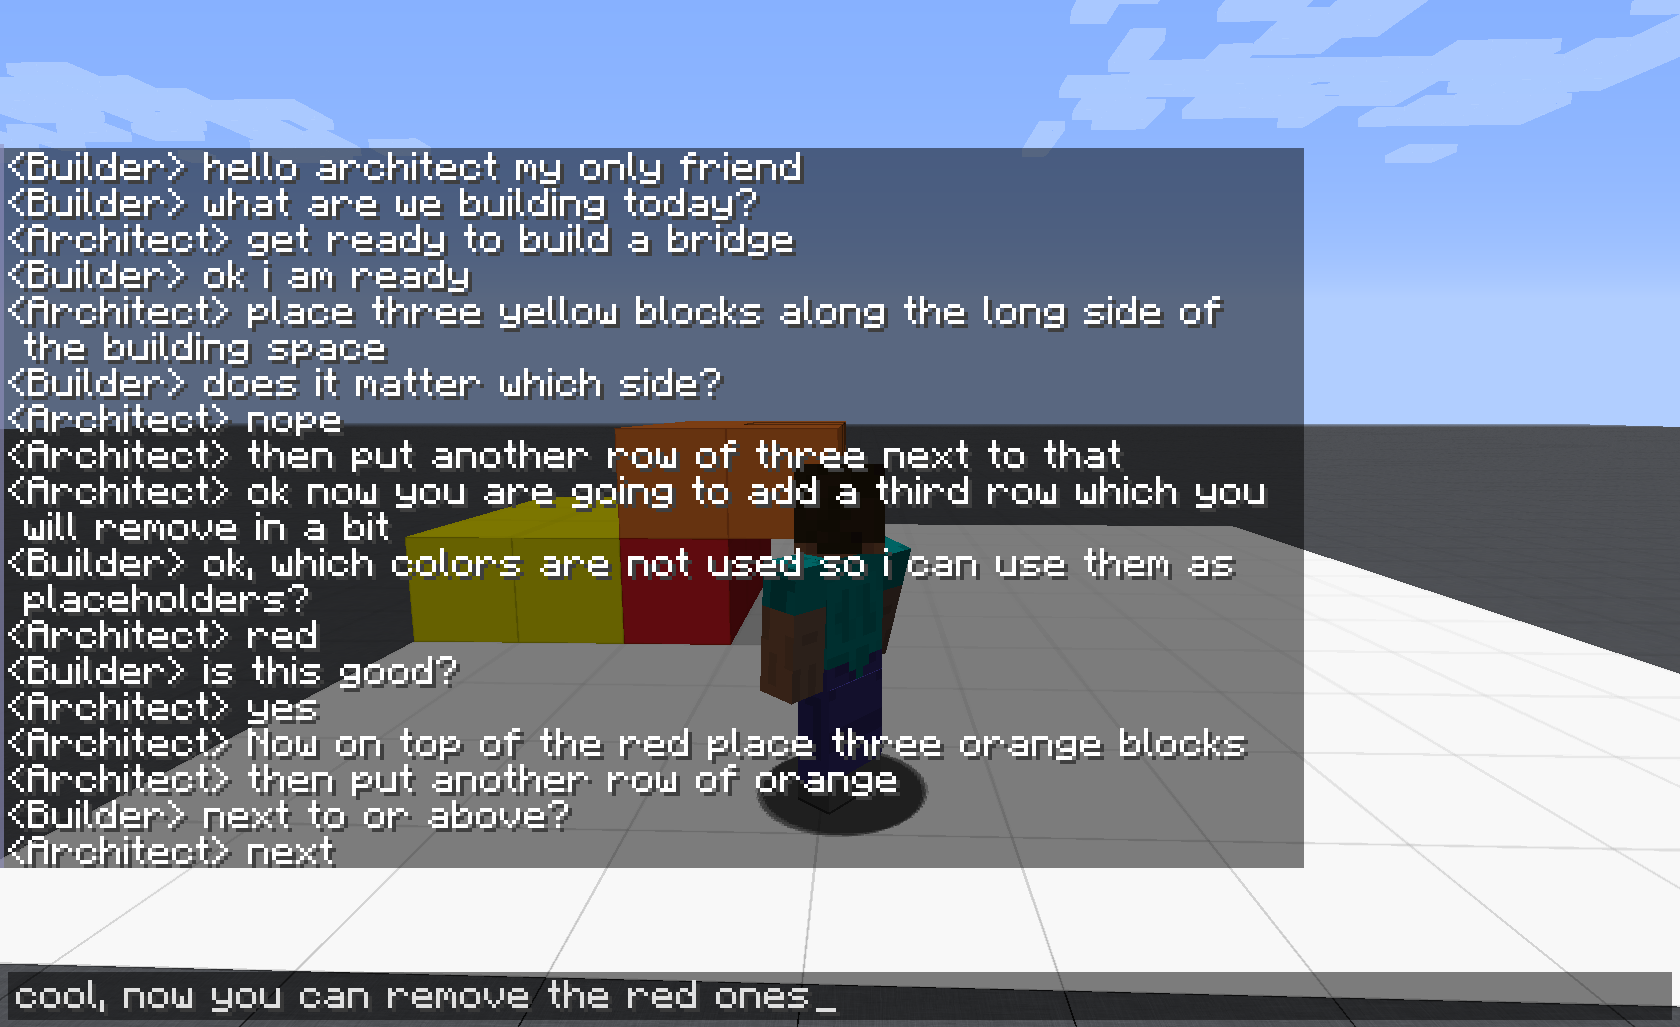 <Builder> hello architect my only friend
<Builder> what are we building today?
<Architect> get ready to build a bridge
<Builder> ok i am ready
<Architect> place three yellow blocks along the long side of
the building space
<Builder> does it matter which side?
<Architect> nope
<Architect> then put another row of three next to that
<Architect> ok now you are going to add a third row which you
will remove in a bit
<Builder> ok, which colors are not used so i can use them as
placeholders?
<Architect> red
<Builder> is this good?
<Architect> yes
<Architect> Now on top of the red place three orange blocks
<Architect> then put another row of orange
<Builder> next to or above?
<Architect> next
cool, now you can remove the red ones_